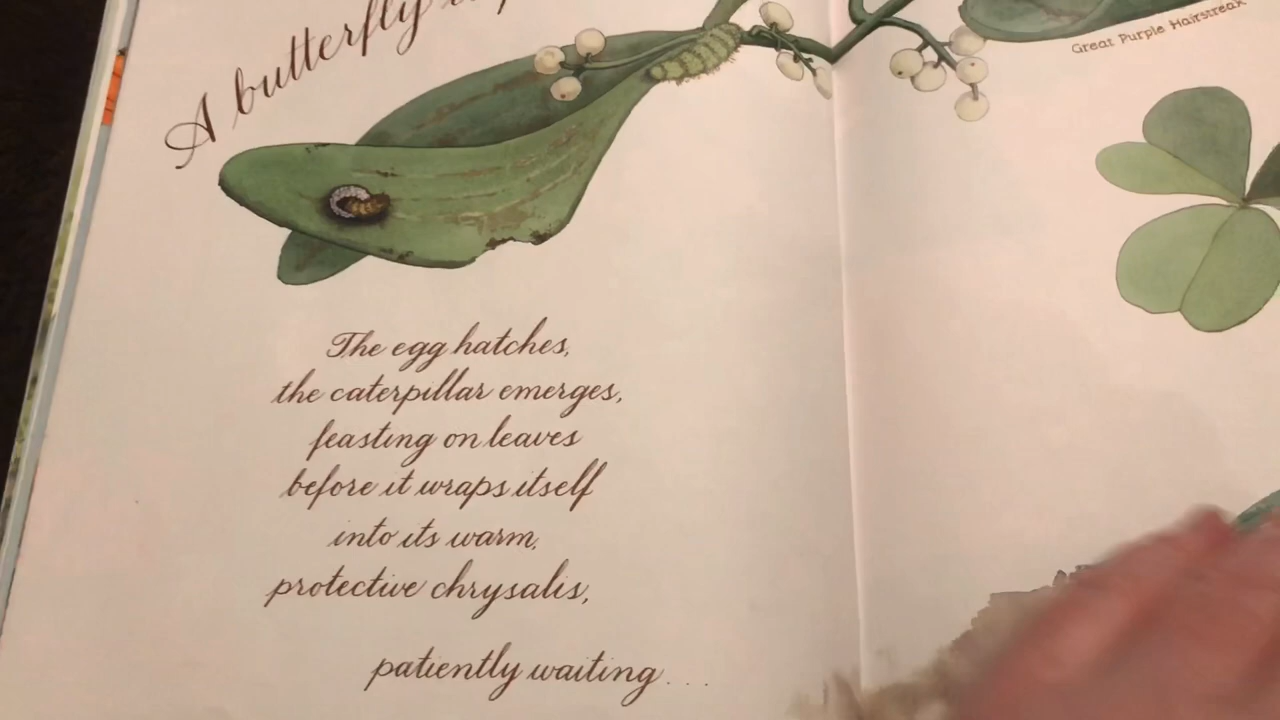 A butterfly
Great Purple Hairstreak
The egg hatches,
the caterpillar emerges,
feasting on leaves
before it wraps itself
into its warm,
protective chrysalis,
patiently waiting . . .